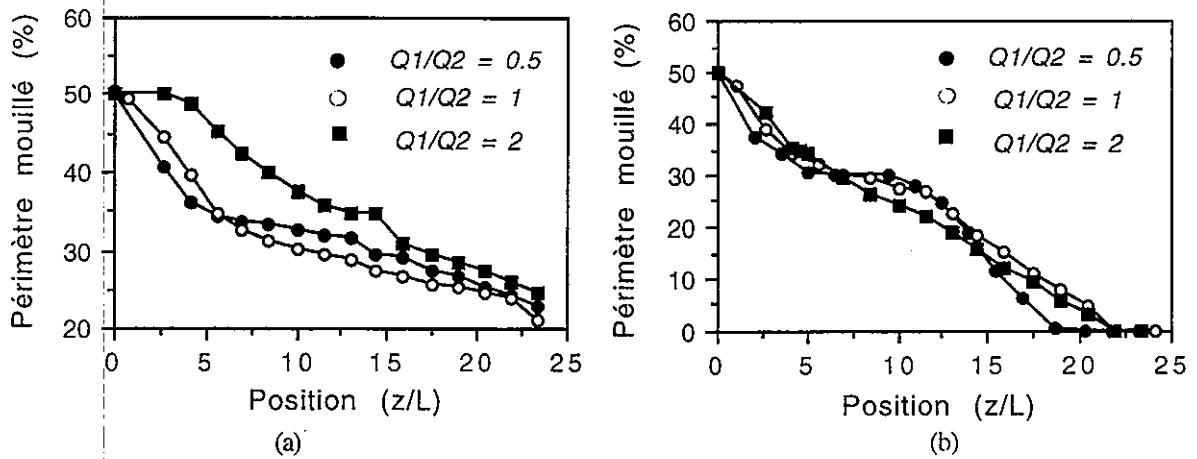 Périmètre mouillé (%)
60
50
40
30
20
0
5
10
15
20
25
Q1/Q2 = 0.5
Q1/Q2 = 1
Q1/Q2 = 2
Position (z/L)
(a)
Périmètre mouillé (%)
60
50
40
30
20
10
0
0
5
10
15
20
25
Q1/Q2 = 0.5
Q1/Q2 = 1
Q1/Q2 = 2
Position (z/L)
(b)